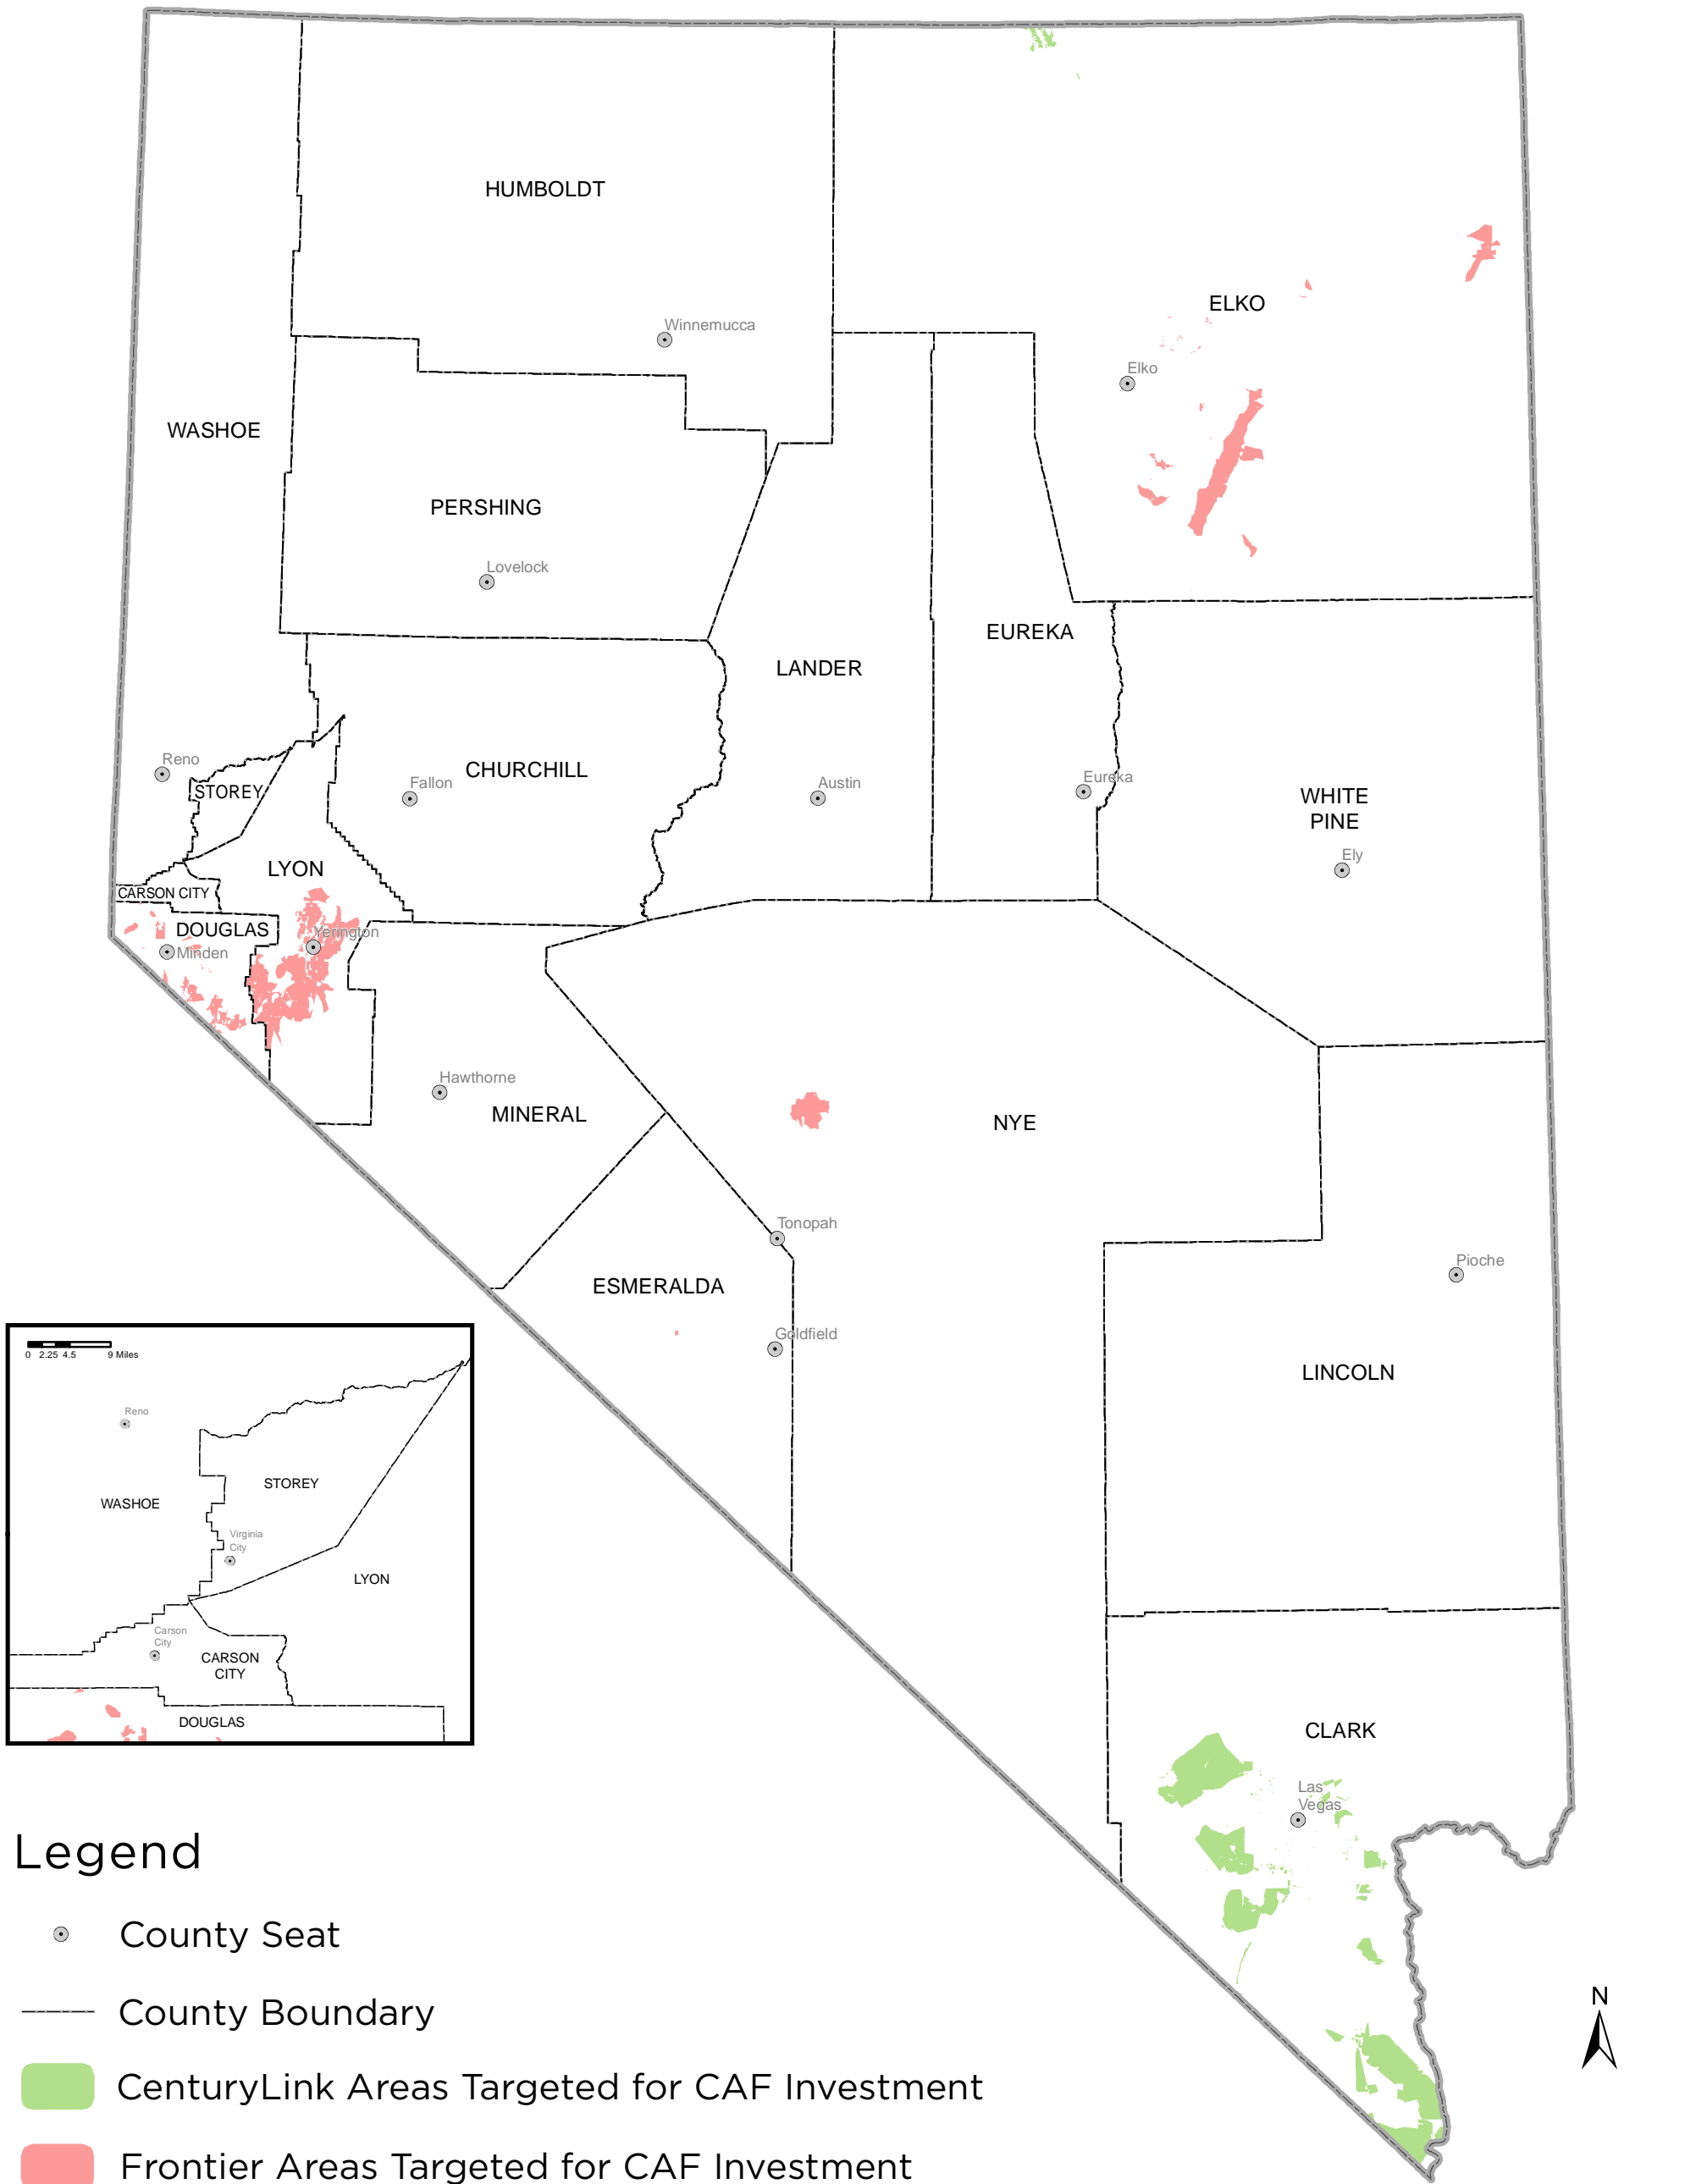 HUMBOLDT
ELKO
Winnemucca
Elko
WASHOE
PERSHING
Lovelock
EUREKA
LANDER
Reno
CHURCHILL
Fallon
Austin
Eureka
STOREY
WHITE
PINE
Ely
LYON
CARSON CITY
DOUGLAS
Yerington
Minden
Hawthorne
MINERAL
NYE
Tonopah
Pioche
ESMERALDA
Goldfield
LINCOLN
0 2.25 4.5 9 Miles
Reno
STOREY
WASHOE
Virginia
City
LYON
Carson
City
CARSON
CITY
DOUGLAS
CLARK
Las
Vegas
N
Legend
County Seat
County Boundary
CenturyLink Areas Targeted for CAF Investment
Frontier Areas Targeted for CAF Investment